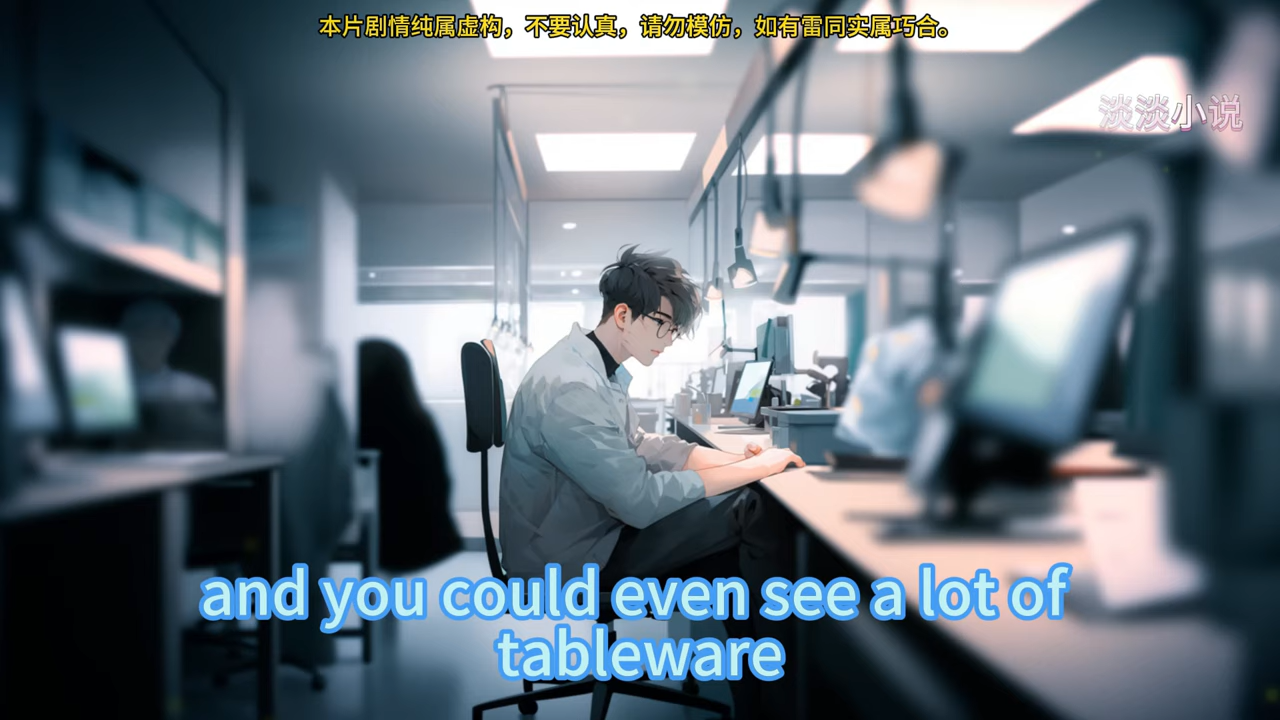 本片剧情纯属虚构，不要认真，请勿模仿，如有雷同实属巧合。
淡淡小说
and you could even see a lot of
tableware